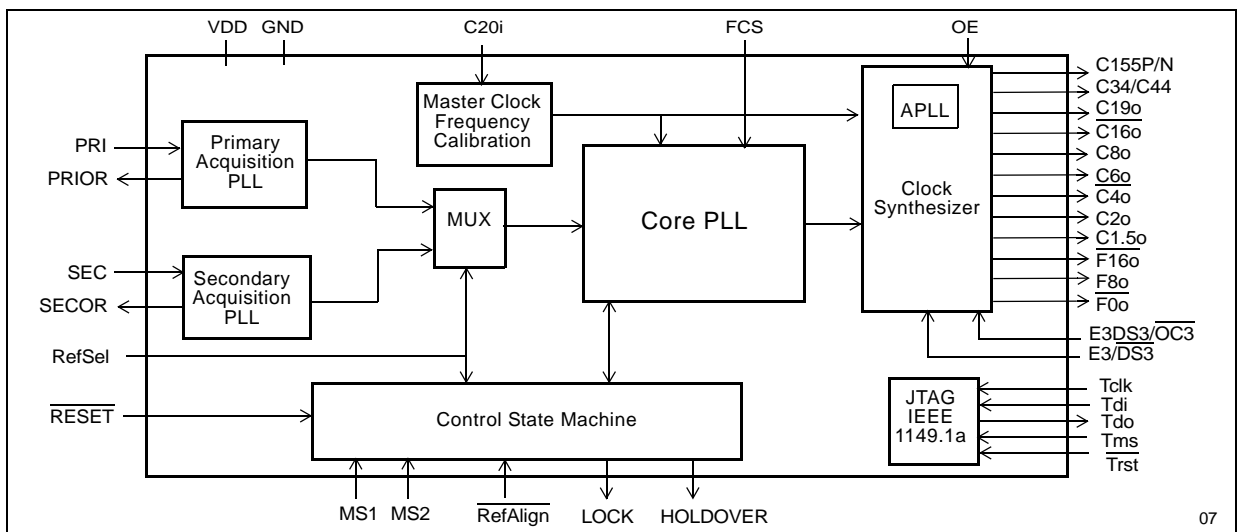 VDD GND C20i FCS OE
Master Clock
Frequency
Calibration
APLL
Clock
Synthesizer
C155P/N
C34/C44
C19o
C16o
C8o
C6o
C4o
C2o
C1.5o
F16o
F8o
F0o
PRI
PRIOR
Primary
Acquisition
PLL
MUX
Core PLL
SEC
SECOR
Secondary
Acquisition
PLL
RefSel
E3DS3/OC3
E3/DS3
RESET
Control State Machine
JTAG
IEEE
1149.1a
Tclk
Tdi
Tdo
Tms
Trst
MS1 MS2 RefAlign LOCK HOLDOVER
07